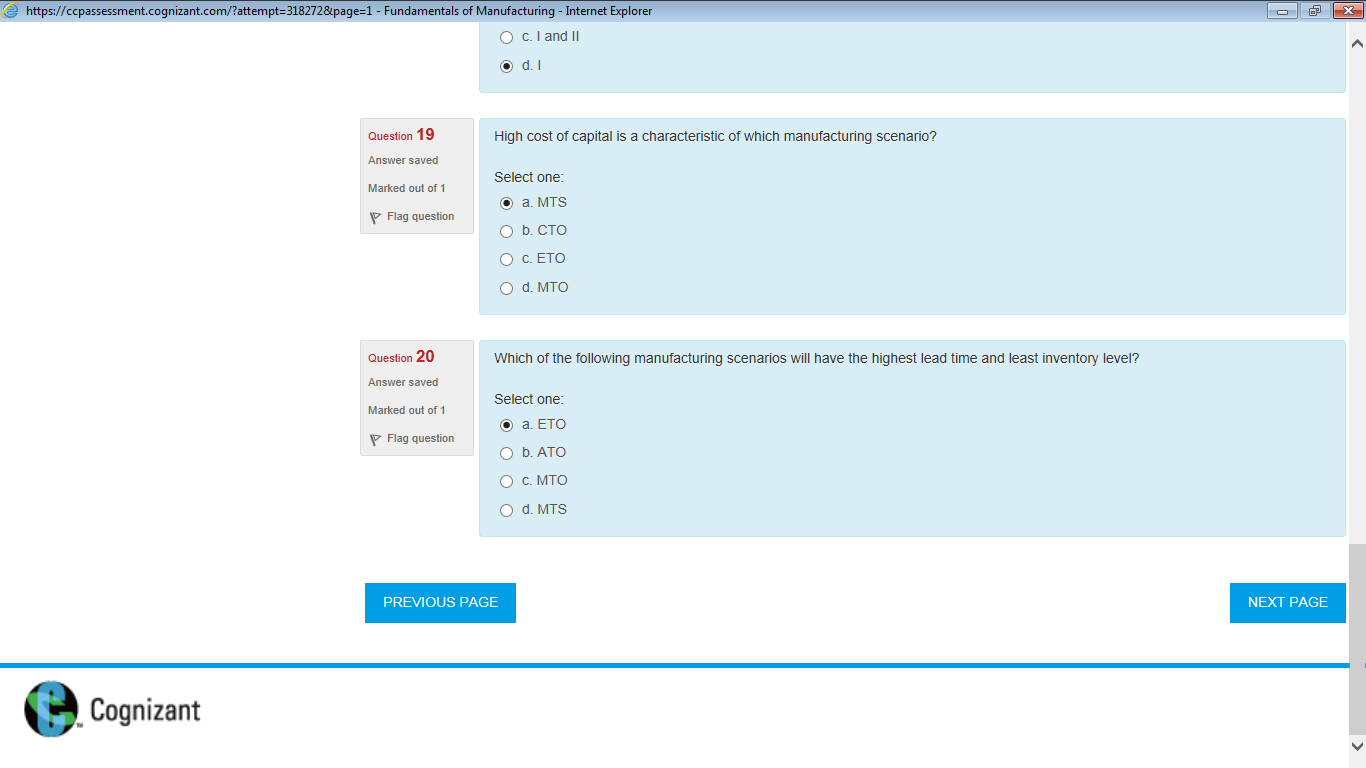 https://ccpassessment.cognizant.com/?attempt=318272&page=1 - Fundamentals of Manufacturing - Internet Explorer
c. I and II
d. I
Question 19
Answer saved
Marked out of 1
Flag question
High cost of capital is a characteristic of which manufacturing scenario?
Select one:
a. MTS
b. CTO
c. ETO
d. MTO
Question 20
Answer saved
Marked out of 1
Flag question
Which of the following manufacturing scenarios will have the highest lead time and least inventory level?
Select one:
a. ETO
b. ATO
c. MTO
d. MTS
PREVIOUS PAGE
NEXT PAGE
Cognizant